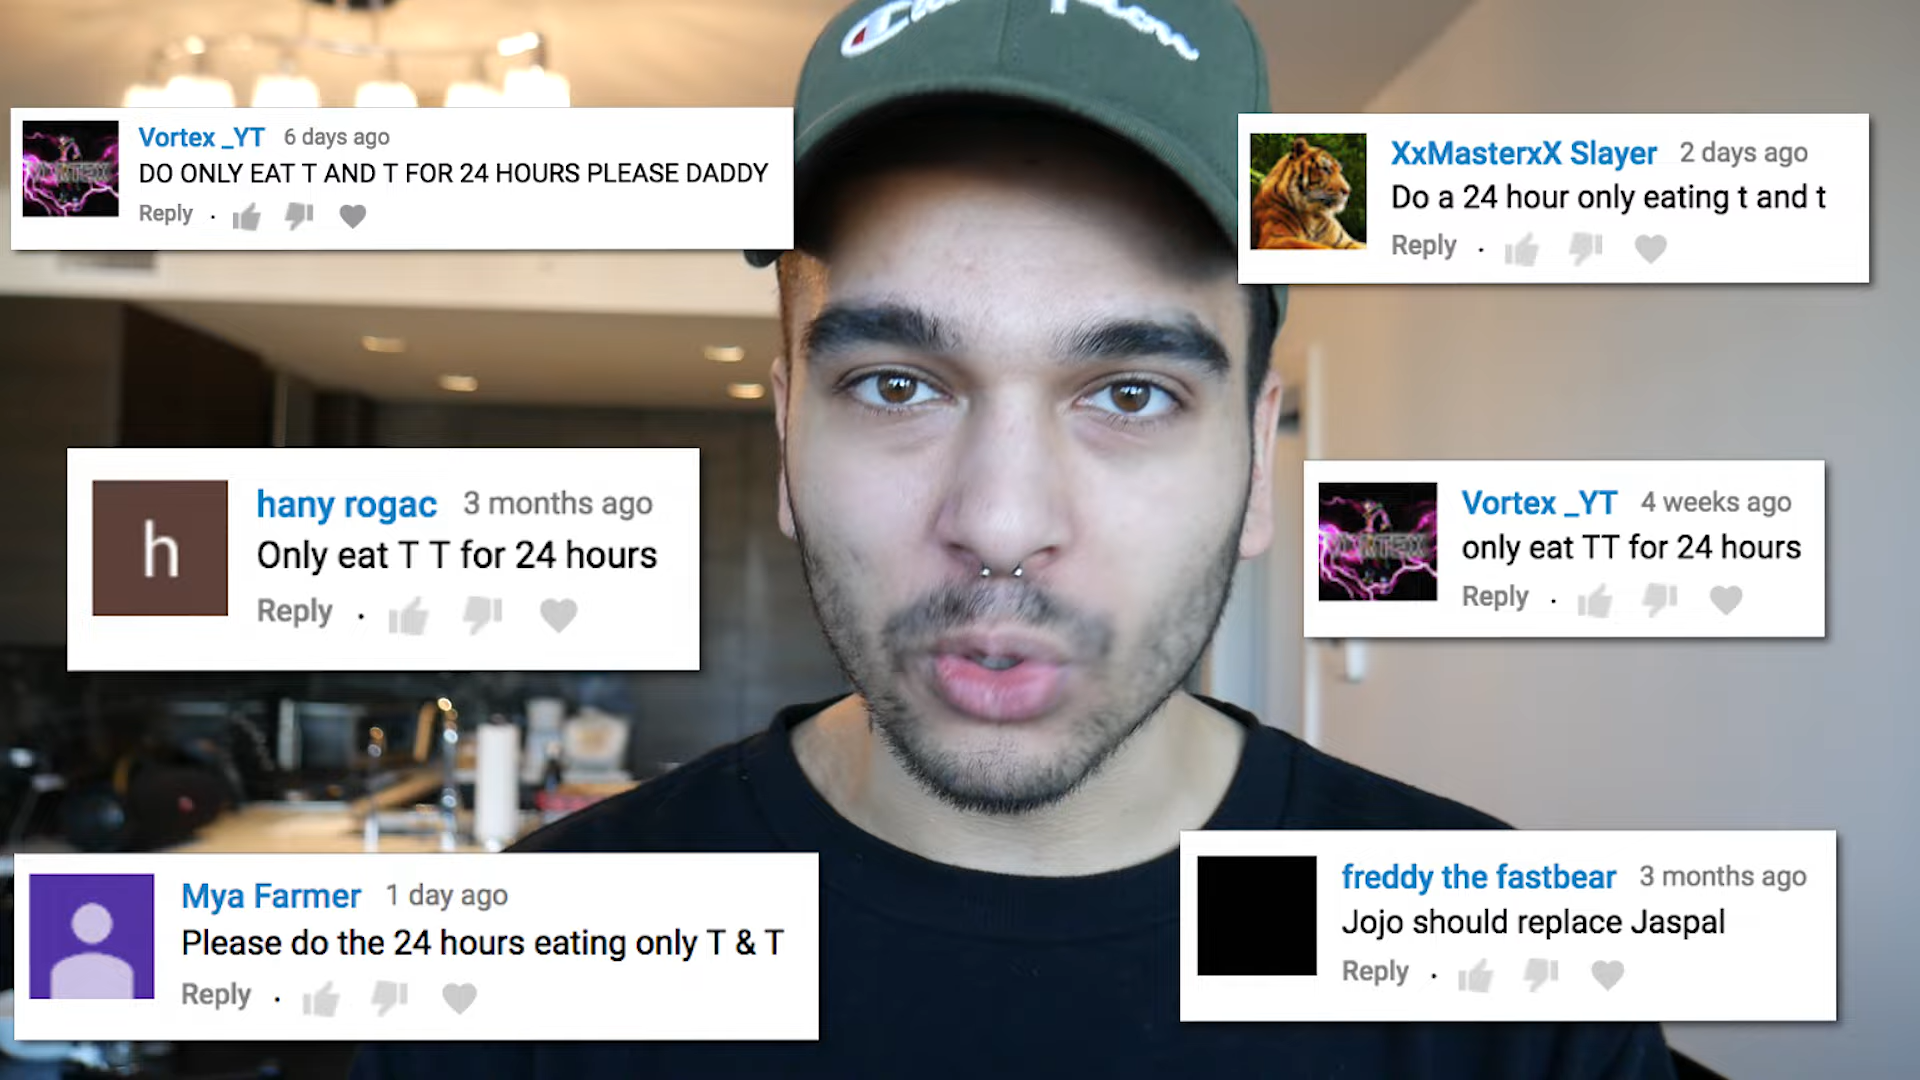 Champion
Vortex _YT 6 days ago
DO ONLY EAT T AND T FOR 24 HOURS PLEASE DADDY
Reply .
XxMasterxX Slayer 2 days ago
Do a 24 hour only eating t and t
Reply .
h
hany rogac 3 months ago
Only eat T T for 24 hours
Reply .
VORTEX
Vortex _YT 4 weeks ago
only eat TT for 24 hours
Reply .
Mya Farmer 1 day ago
Please do the 24 hours eating only T & T
Reply .
freddy the fastbear 3 months ago
Jojo should replace Jaspal
Reply .